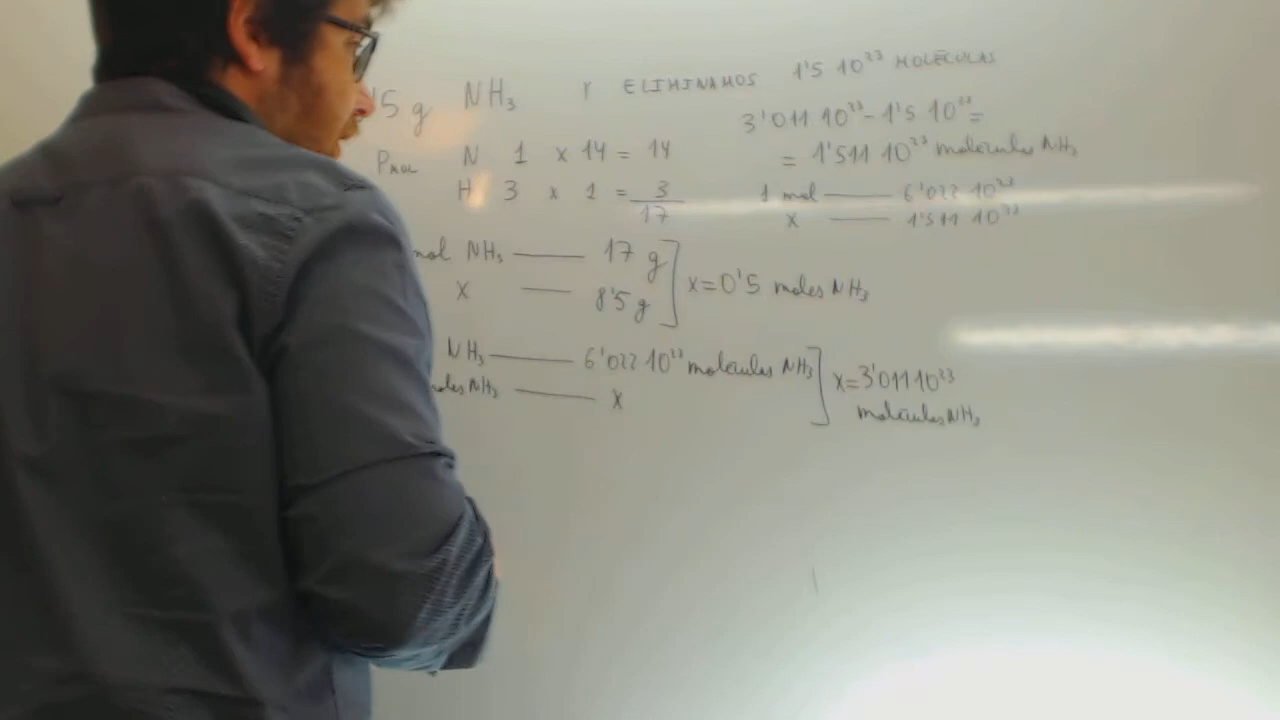 '5 g NH₃ Y ELIMINAMOS 1'5 10²³ MOLÉCULAS
3'011 10²³ - 1'5 10²³ =
= 1'511 10²³ moléculas NH₃
Pmol N 1 x 14 = 14
H 3 x 1 = 3
17
1 mol —— 6'022 10²³
x —— 1'511 10²³
mol NH₃ —— 17 g
x —— 8'5 g
x = 0'5 moles NH₃
NH₃ —— 6'022 10²³ moléculas NH₃
moles NH₃ —— x
x = 3'011 10²³
moléculas NH₃